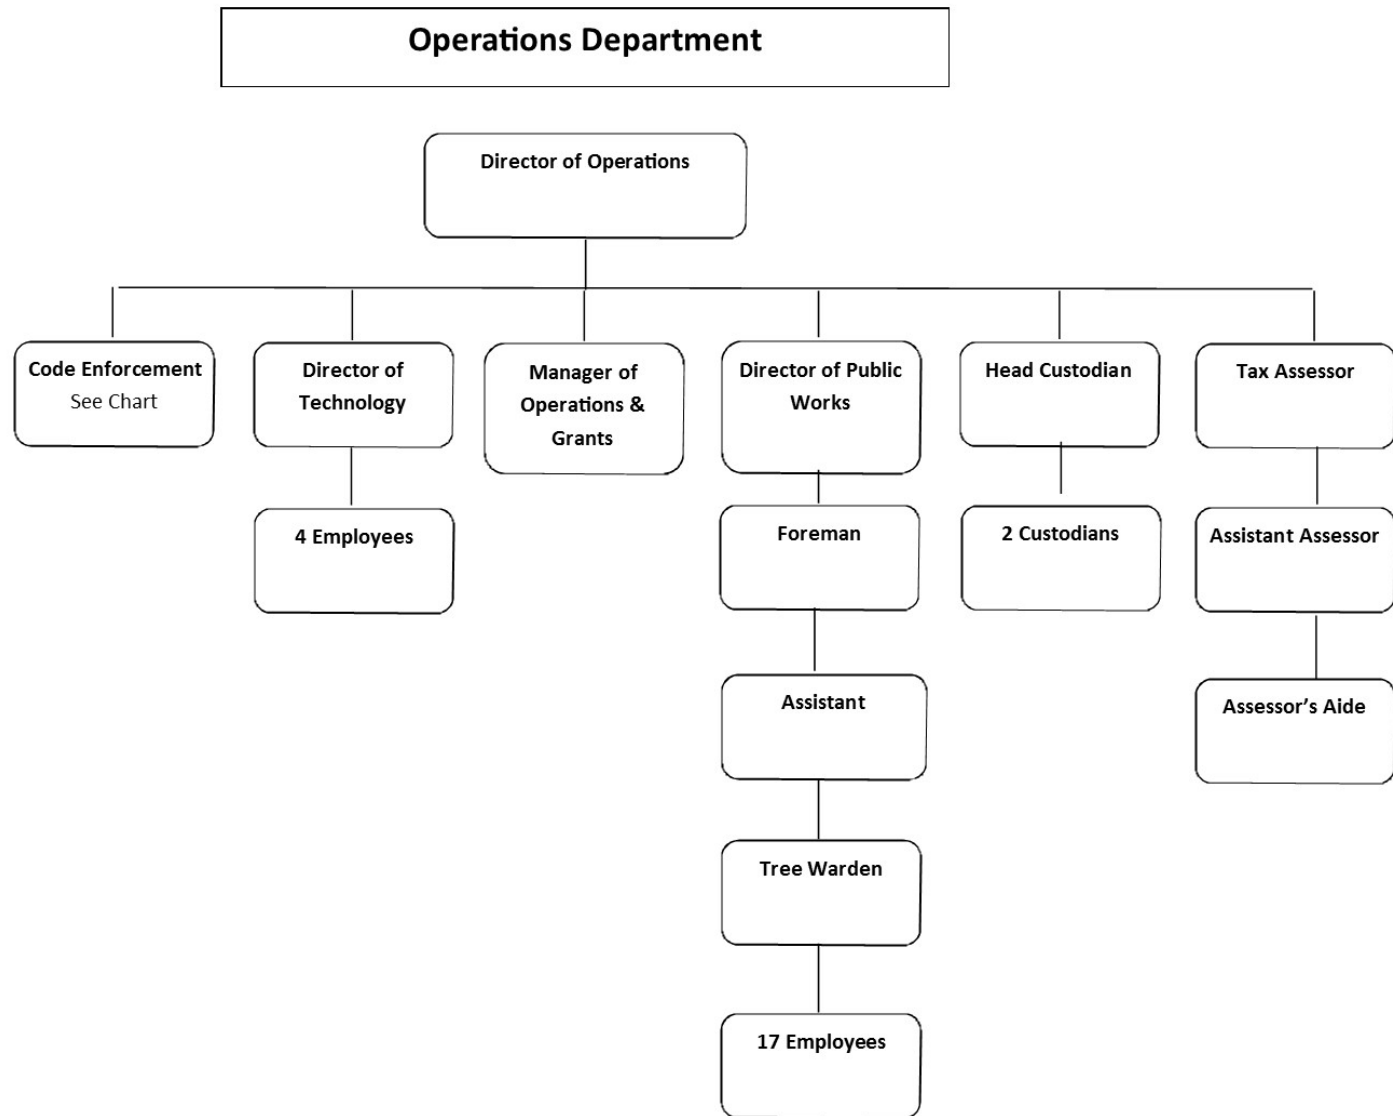 Operations Department
Director of Operations
Code Enforcement
See Chart
Director of
Technology
Manager of
Operations &
Grants
Director of Public
Works
Head Custodian
Tax Assessor
4 Employees
Foreman
2 Custodians
Assistant Assessor
Assistant
Assessor’s Aide
Tree Warden
17 Employees